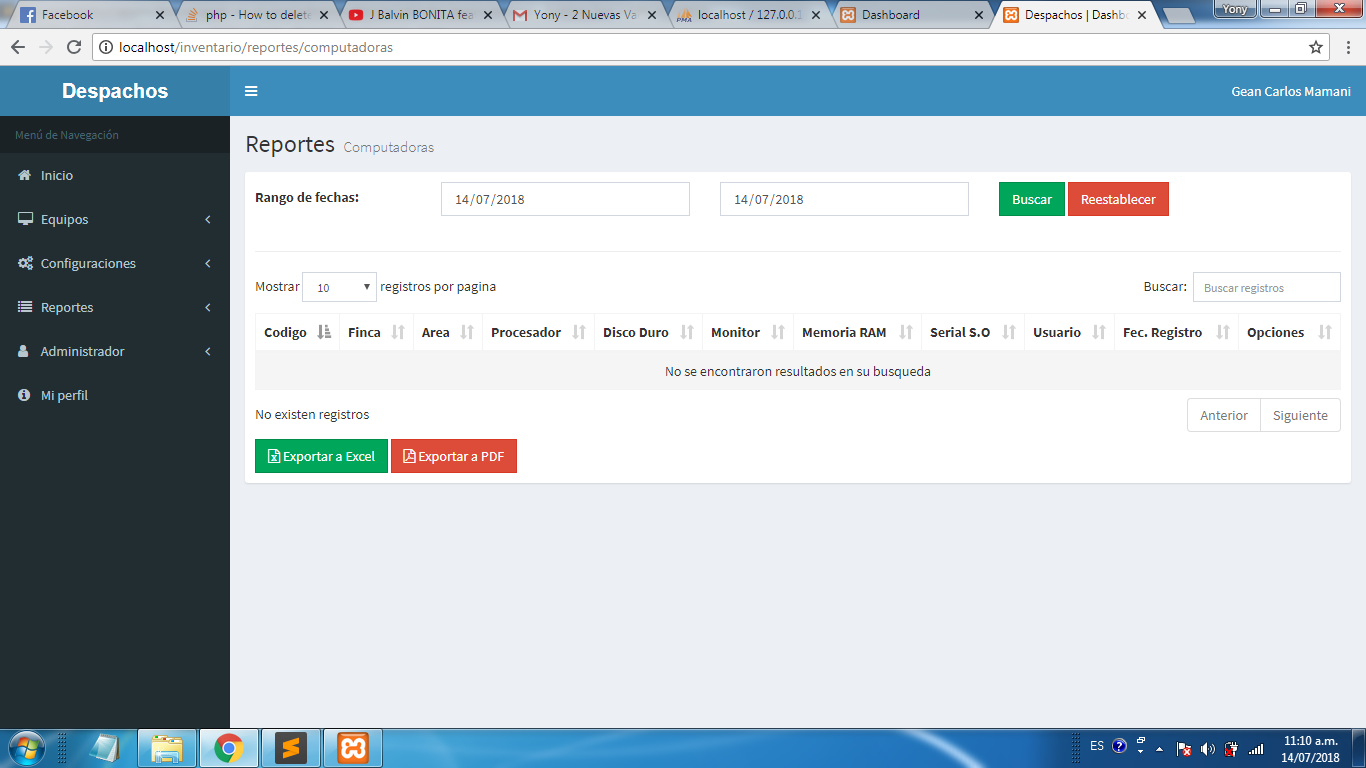 Facebook
php - How to delete
J Balvin BONITA fea
Yony - 2 Nuevas Va
localhost / 127.0.0.1
Dashboard
Despachos | Dashb
Yony
localhost/inventario/reportes/computadoras
Despachos
Gean Carlos Mamani
Menú de Navegación
Inicio
Equipos
Configuraciones
Reportes
Administrador
Mi perfil
Reportes Computadoras
Rango de fechas: 14/07/2018 14/07/2018 Buscar Reestablecer
Mostrar 10 registros por pagina Buscar: Buscar registros
Codigo Finca Area Procesador Disco Duro Monitor Memoria RAM Serial S.O Usuario Fec. Registro Opciones
No se encontraron resultados en su busqueda
No existen registros Anterior Siguiente
Exportar a Excel Exportar a PDF
ES
11:10 a.m.
14/07/2018